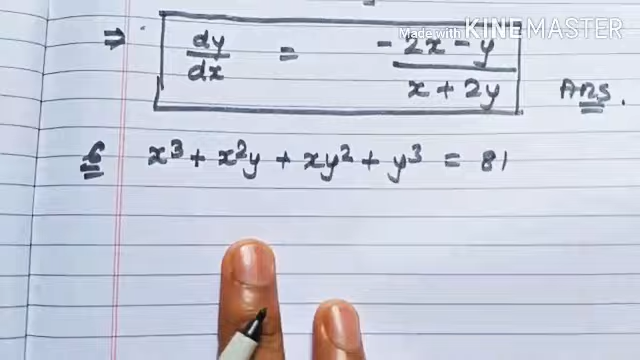 Made with KINEMASTER
⇒ dy/dx = -2x - y / x + 2y Ans.
6 x³ + x²y + xy² + y³ = 81